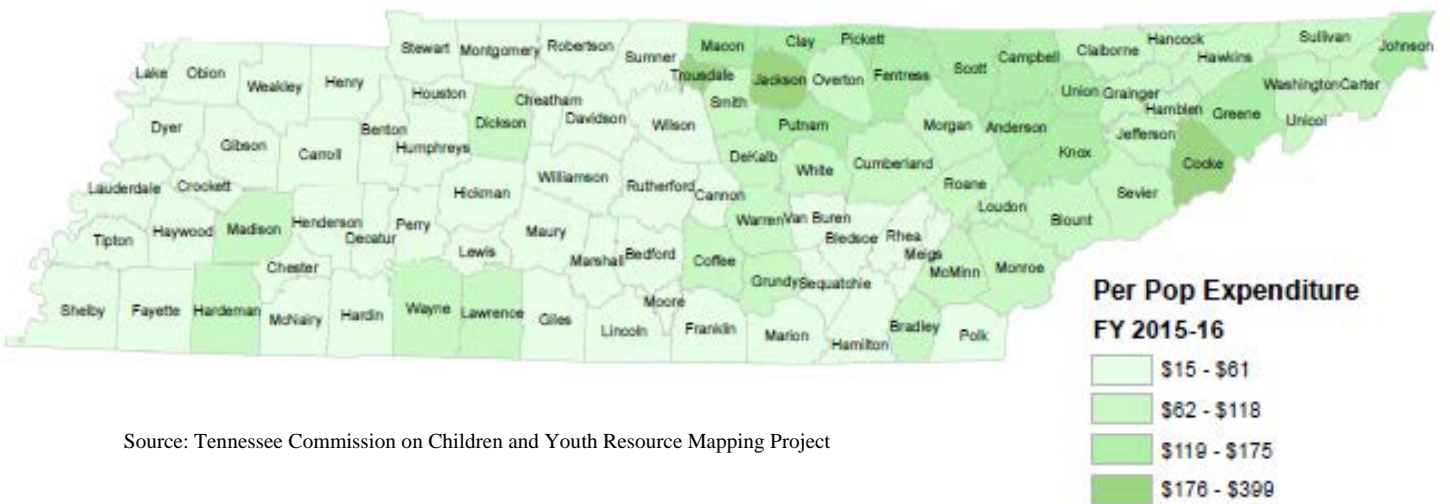 Stewart Montgomery Robertson Sumner Macon Clay Pickett Scott Campbell Claiborne Hancock Hawkins Sullivan Johnson
Lake Obion Weakley Henry Houston Cheatham Trousdale Jackson Overton Fentress Union Grainger Washington Carter
Dyer Gibson Carroll Benton Humphreys Dickson Davidson Wilson Smith Putnam Morgan Anderson Knox Hamblen Jefferson Greene Unicoi
Lauderdale Crockett Hickman Williamson Rutherford Cannon DeKalb White Cumberland Roane Loudon Blount Sevier Cocke
Tipton Haywood Madison Henderson Decatur Perry Lewis Maury Marshall Bedford Coffee Warren Van Buren Bledsoe Rhea Meigs McMinn Monroe
Shelby Fayette Hardeman Chester McNairy Hardin Wayne Lawrence Giles Lincoln Moore Franklin Grundy Sequatchie Marion Hamilton Bradley Polk
Per Pop Expenditure
FY 2015-16
$15 - $61
$62 - $118
$119 - $175
$176 - $399
Source: Tennessee Commission on Children and Youth Resource Mapping Project